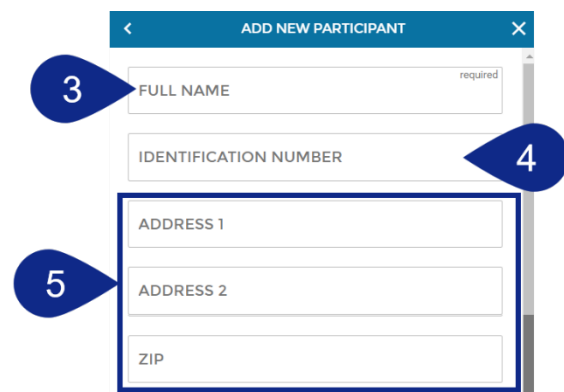 ADD NEW PARTICIPANT
required
3
FULL NAME
IDENTIFICATION NUMBER
4
ADDRESS 1
5
ADDRESS 2
ZIP